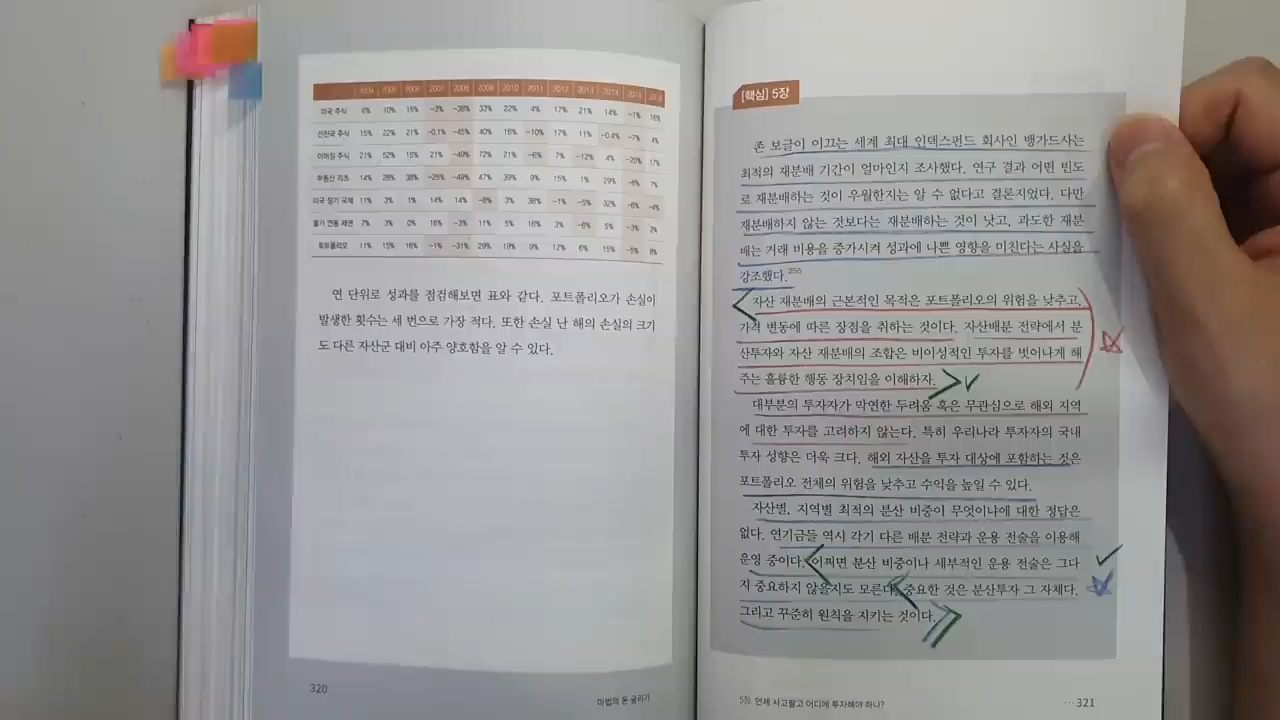 2004 2005 2006 2007 2008 2009 2010 2011 2012 2013 2014 2015 2016
미국 주식 6% 10% 15% -3% -38% 33% 22% 4% 17% 21% 14% -1% 16%
선진국 주식 15% 22% 21% -0.1% -45% 40% 16% -10% 17% 11% -0.4% -7% 4%
이머징 주식 21% 52% 15% 21% -49% 72% 21% -6% 7% -12% 4% -20% 17%
부동산 리츠 14% 28% 38% -25% -49% 47% 39% 9% 15% 1% 29% -8% 7%
미국 장기 국채 11% 3% 1% 14% 14% -8% 3% 38% -1% -5% 32% -6% -4%
물가 연동 채권 7% 3% 0% 16% -3% 11% 5% 16% 3% -6% 5% -3% 3%
포트폴리오 11% 15% 16% -1% -31% 29% 19% 9% 12% 6% 15% -5% 8%
연 단위로 성과를 점검해보면 표와 같다. 포트폴리오가 손실이
발생한 횟수는 세 번으로 가장 적다. 또한 손실 난 해의 손실의 크기
도 다른 자산군 대비 아주 양호함을 알 수 있다.
320
마법의 돈 굴리기
[핵심] 5장
존 보글이 이끄는 세계 최대 인덱스펀드 회사인 뱅가드사는
최적의 재분배 기간이 얼마인지 조사했다. 연구 결과 어떤 빈도
로 재분배하는 것이 우월한지는 알 수 없다고 결론지었다. 다만
재분배하지 않는 것보다는 재분배하는 것이 낫고, 과도한 재분
배는 거래 비용을 증가시켜 성과에 나쁜 영향을 미친다는 사실을
강조했다.255
자산 재분배의 근본적인 목적은 포트폴리오의 위험을 낮추고,
가격 변동에 따른 장점을 취하는 것이다. 자산배분 전략에서 분
산투자와 자산 재분배의 조합은 비이성적인 투자를 벗어나게 해
주는 훌륭한 행동 장치임을 이해하자.
대부분의 투자자가 막연한 두려움 혹은 무관심으로 해외 지역
에 대한 투자를 고려하지 않는다. 특히 우리나라 투자자의 국내
투자 성향은 더욱 크다. 해외 자산을 투자 대상에 포함하는 것은
포트폴리오 전체의 위험을 낮추고 수익을 높일 수 있다.
자산별, 지역별 최적의 분산 비중이 무엇이냐에 대한 정답은
없다. 연기금들 역시 각기 다른 배분 전략과 운용 전술을 이용해
운영 중이다. 어쩌면 분산 비중이나 세부적인 운용 전술은 그다
지 중요하지 않을지도 모른다. 중요한 것은 분산투자 그 자체다.
그리고 꾸준히 원칙을 지키는 것이다.
5장 언제 사고팔고 어디에 투자해야 하나?
321